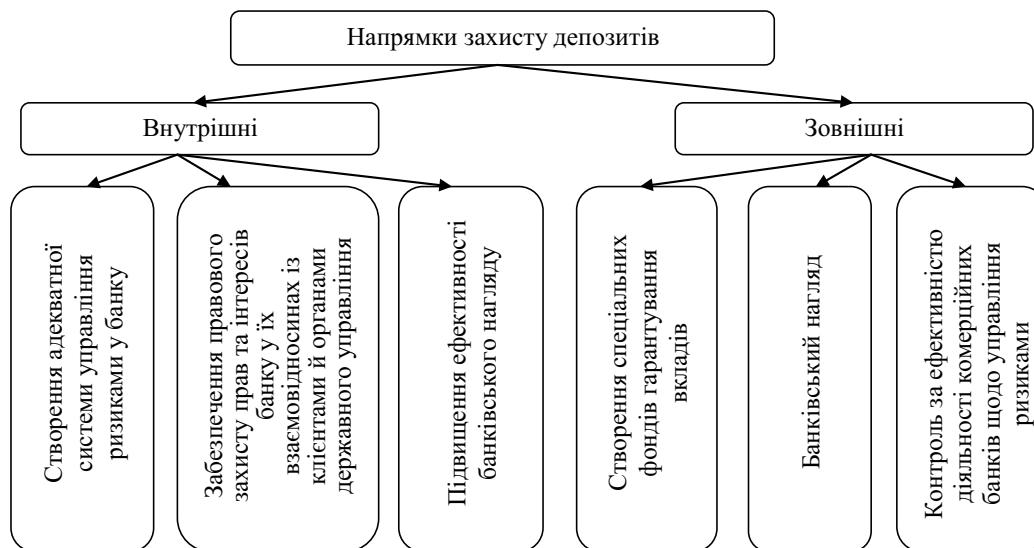 Напрямки захисту депозитів
Внутрішні
Зовнішні
Створення адекватної
системи управління
ризиками у банку
Забезпечення правового
захисту прав та інтересів
банку у їх
взаємовідносинах із
клієнтами й органами
державного управління
Підвищення ефективності
банківського нагляду
Створення спеціальних
фондів гарантування
вкладів
Банківський нагляд
Контроль за ефективністю
діяльності комерційних
банків щодо управління
ризиками